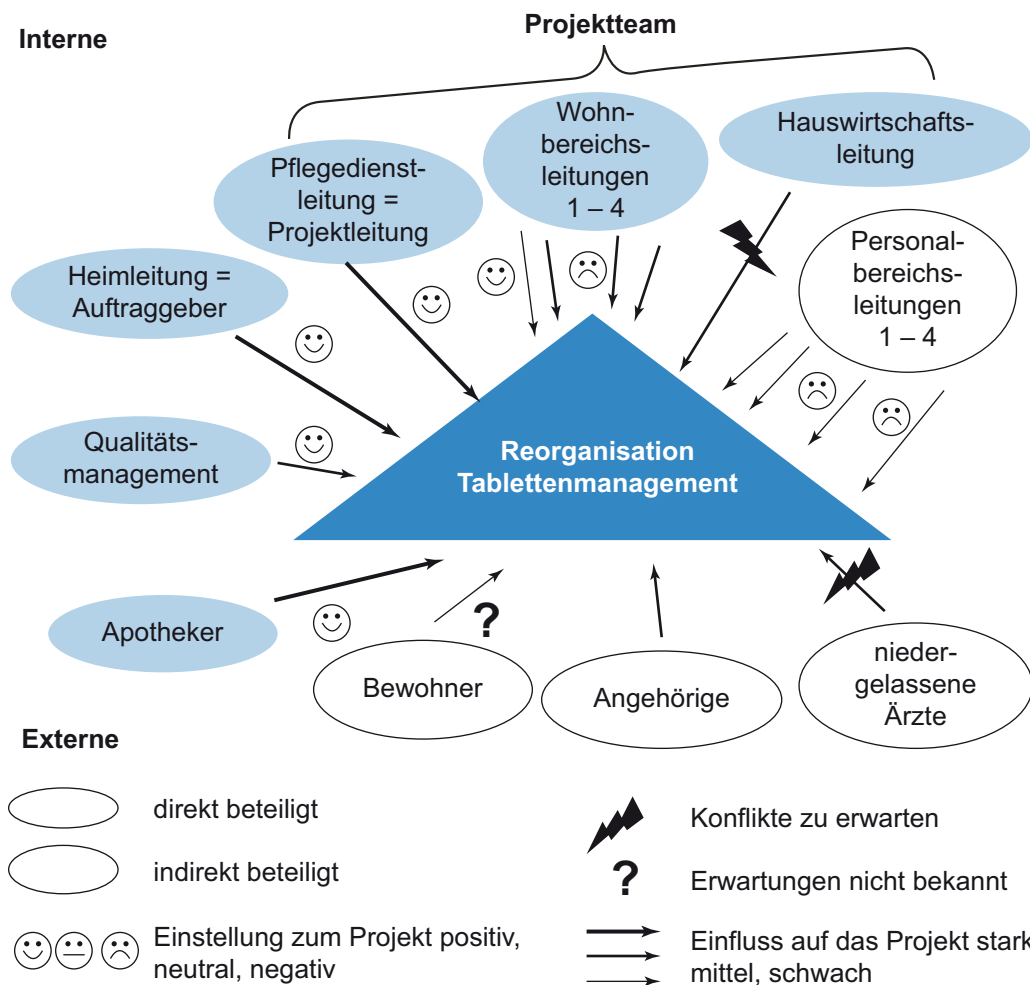 Interne
Projektteam
Pflegedienst-
leitung =
Projektleitung
Wohn-
bereichs-
leitungen
1 – 4
Hauswirtschafts-
leitung
Heimleitung =
Auftraggeber
Personal-
bereichs-
leitungen
1 – 4
Qualitäts-
management
Reorganisation
Tablettenmanagement
Apotheker
?
Bewohner
Angehörige
nieder-
gelassene
Ärzte
Externe
direkt beteiligt
Konflikte zu erwarten
indirekt beteiligt
? Erwartungen nicht bekannt
Einstellung zum Projekt positiv,
neutral, negativ
Einfluss auf das Projekt stark
mittel, schwach